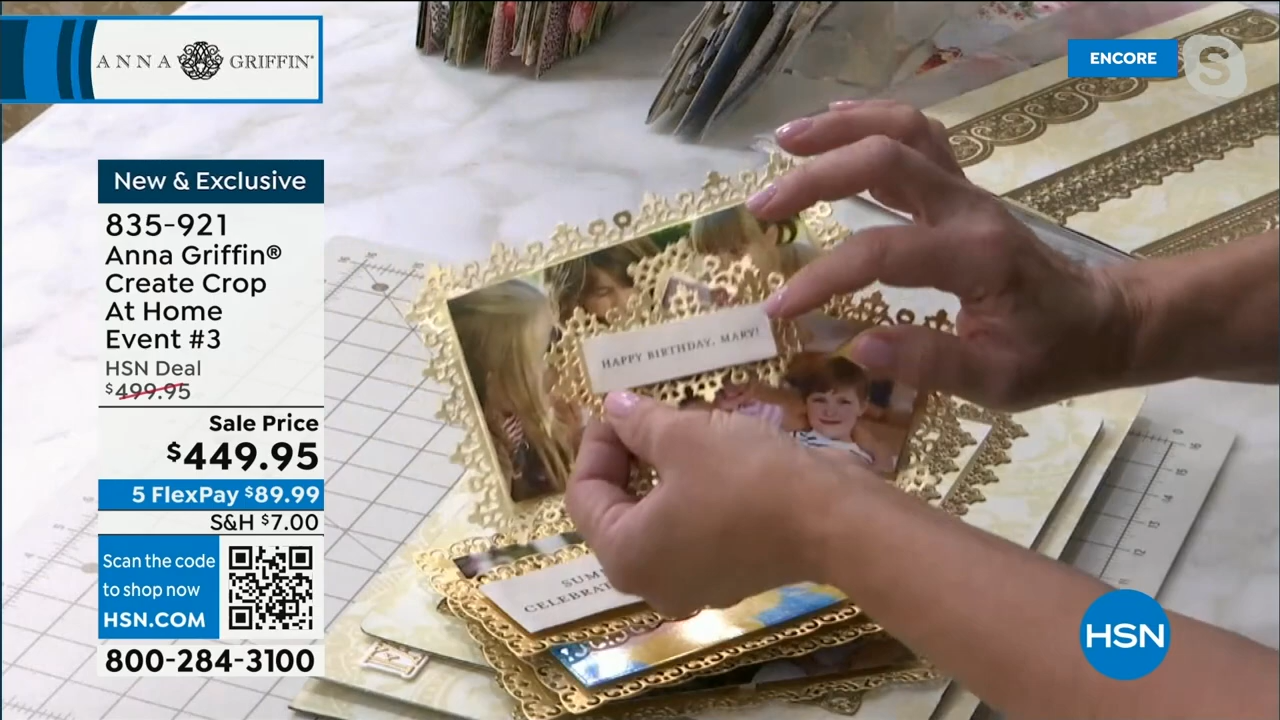 ANNA GRIFFIN
ENCORE
S
New & Exclusive
835-921
Anna Griffin®
Create Crop
At Home
Event #3
HSN Deal
$499.95
Sale Price
$449.95
5 FlexPay $89.99
S&H $7.00
Scan the code
to shop now
HSN.COM
800-284-3100
HAPPY BIRTHDAY, MARY!
HSN